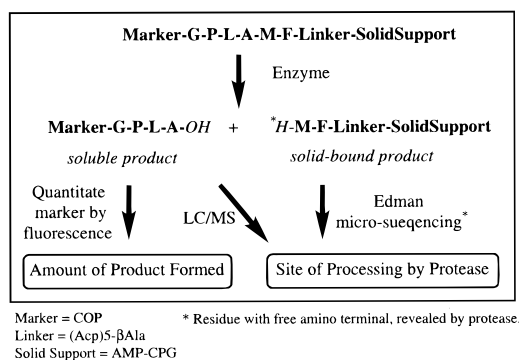 Marker-G-P-L-A-M-F-Linker-SolidSupport
Enzyme
Marker-G-P-L-A-OH + *H-M-F-Linker-SolidSupport
soluble product solid-bound product
Quantitate
marker by
fluorescence
LC/MS
Edman
micro-sueqencing*
Amount of Product Formed
Site of Processing by Protease
Marker = COP
Linker = (Acp)5-βAla
Solid Support = AMP-CPG
* Residue with free amino terminal, revealed by protease.